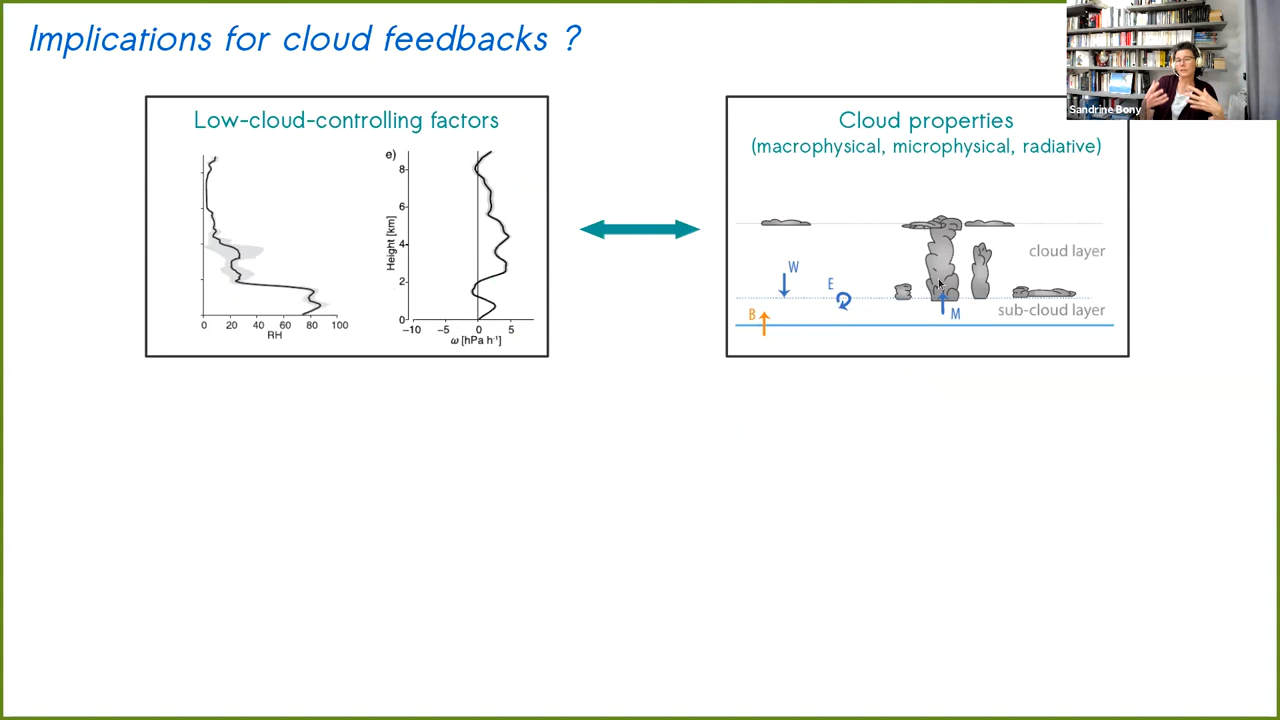 Implications for cloud feedbacks ?
Sandrine Bony
Low-cloud-controlling factors
0 20 40 60 80 100
RH
e)
8
6
4
2
0
Height [km]
−10 −5 0 5
ω [hPa h⁻¹]
Cloud properties
(macrophysical, microphysical, radiative)
cloud layer
W
E
B
M
sub-cloud layer